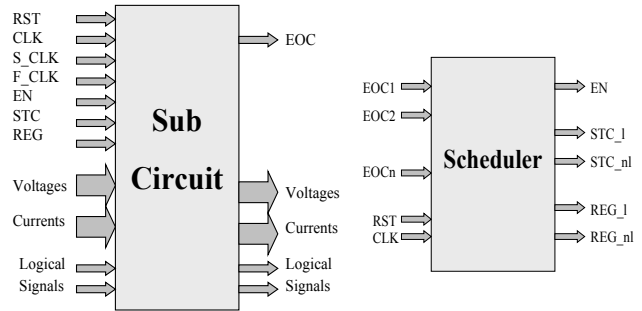 RST
CLK
S_CLK
F_CLK
EN
STC
REG
Voltages
Currents
Logical
Signals
Sub
Circuit
EOC
Voltages
Currents
Logical
Signals
EOC1
EOC2
EOCn
RST
CLK
Scheduler
EN
STC_l
STC_nl
REG_l
REG_nl